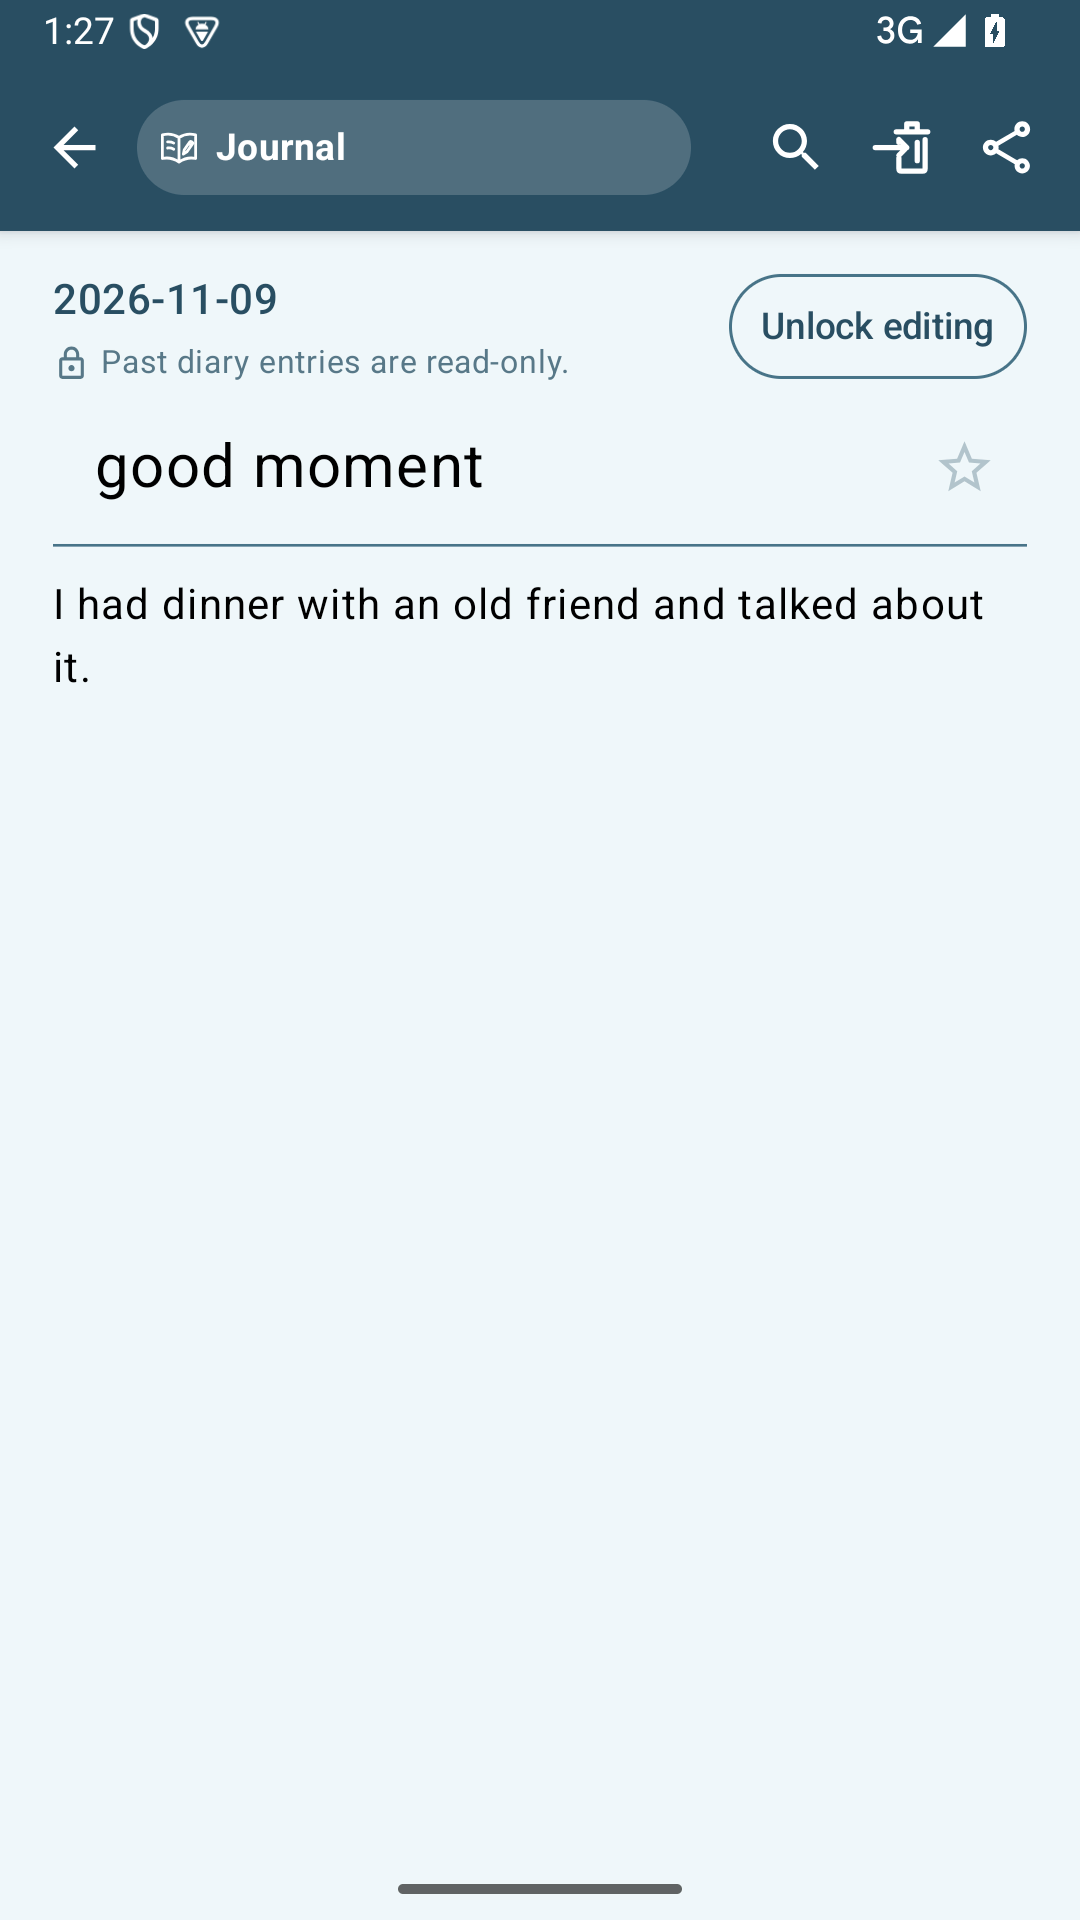 1:27 3G
Journal
2026-11-09
Unlock editing
Past diary entries are read-only.
good moment
I had dinner with an old friend and talked about
it.